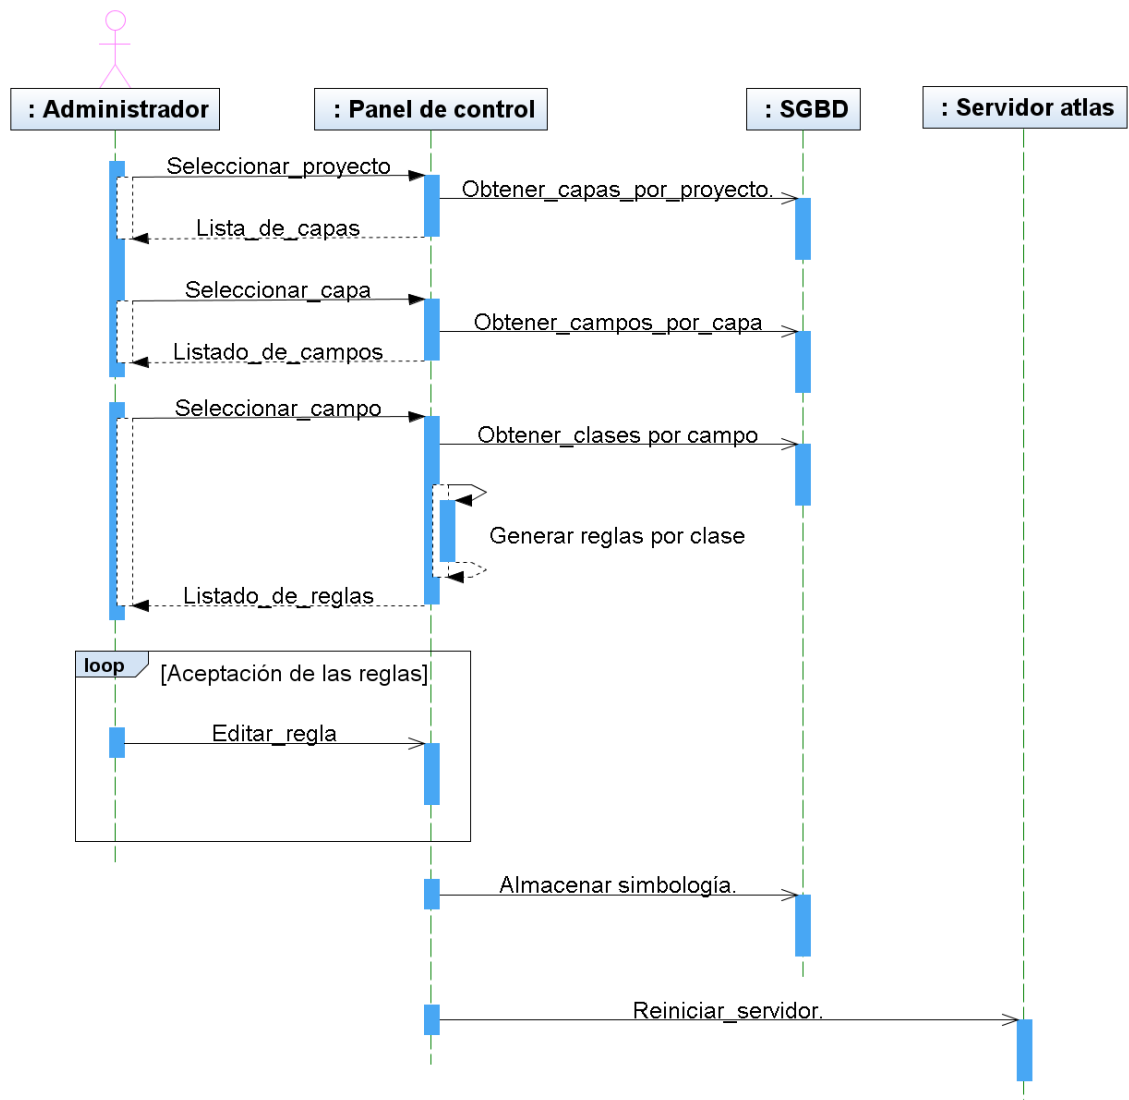 : Administrador
: Panel de control
: SGBD
: Servidor atlas
Seleccionar_proyecto
Obtener_capas_por_proyecto.
Lista_de_capas
Seleccionar_capa
Obtener_campos_por_capa
Listado_de_campos
Seleccionar_campo
Obtener_clases por campo
Generar reglas por clase
Listado_de_reglas
loop
[Aceptación de las reglas]
Editar_regla
Almacenar simbología.
Reiniciar_servidor.